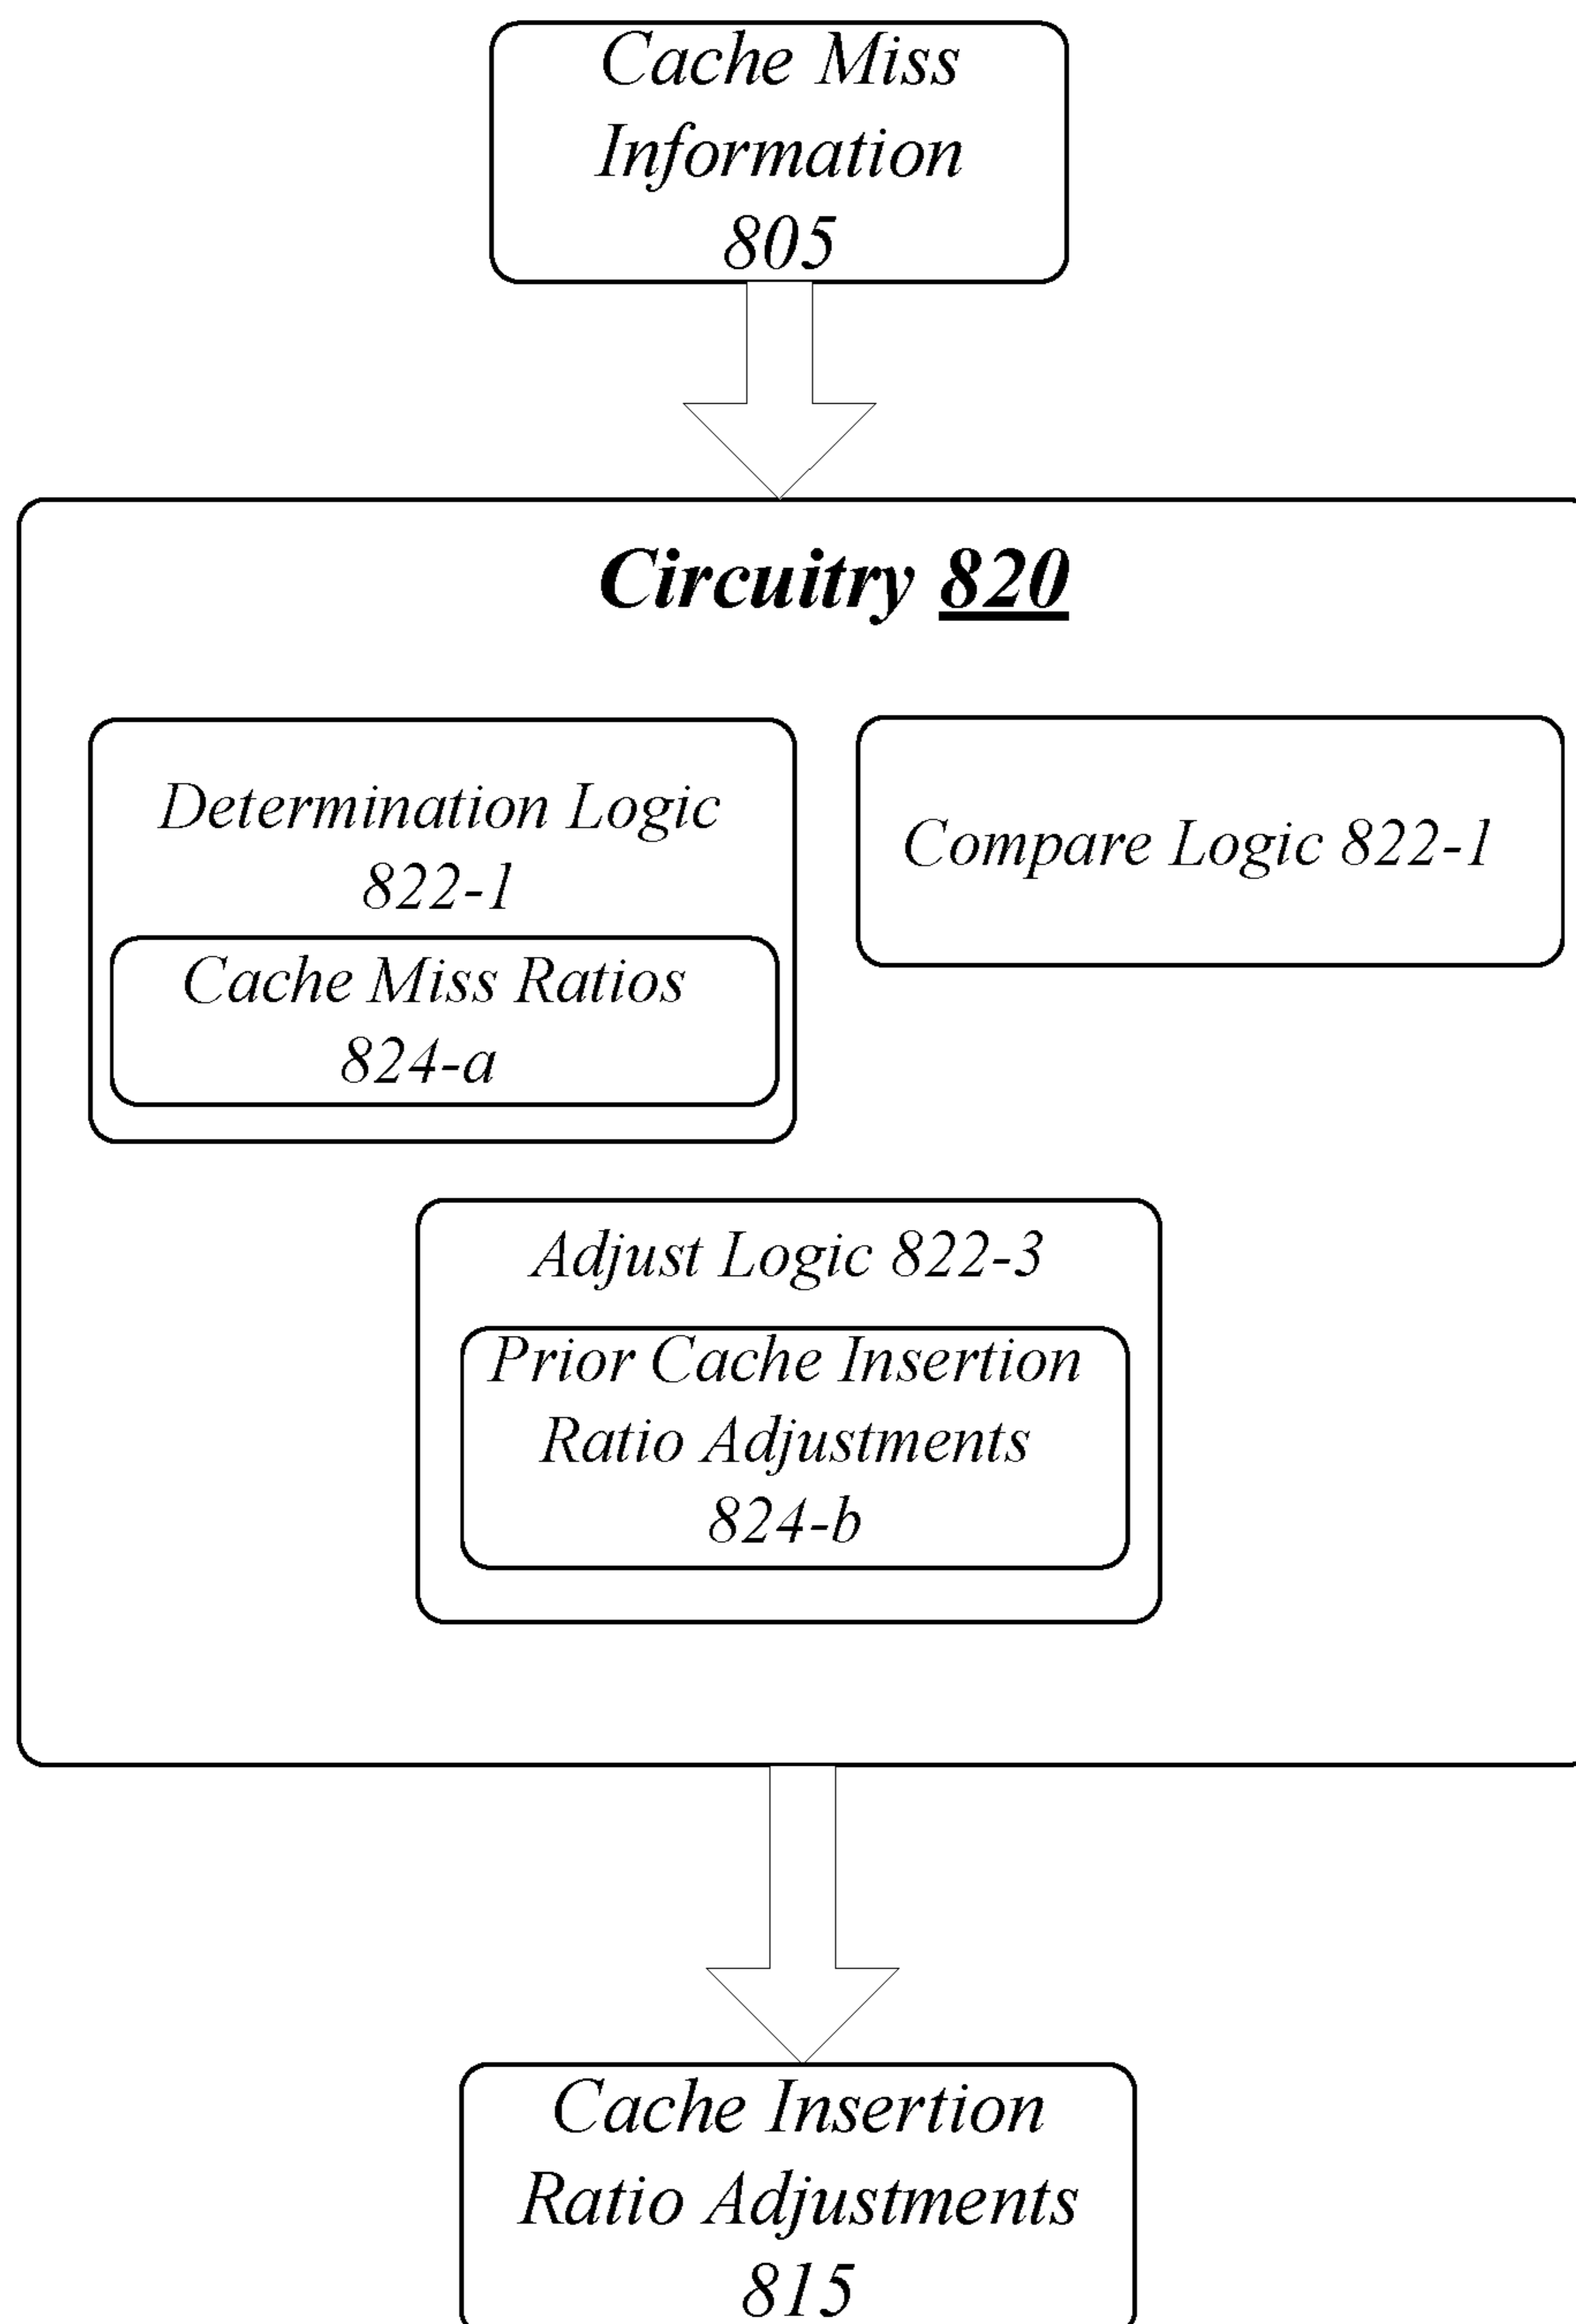 Cache Miss
Information
805
Circuitry 820
Determination Logic
822-1
Cache Miss Ratios
824-a
Compare Logic 822-1
Adjust Logic 822-3
Prior Cache Insertion
Ratio Adjustments
824-b
Cache Insertion
Ratio Adjustments
815